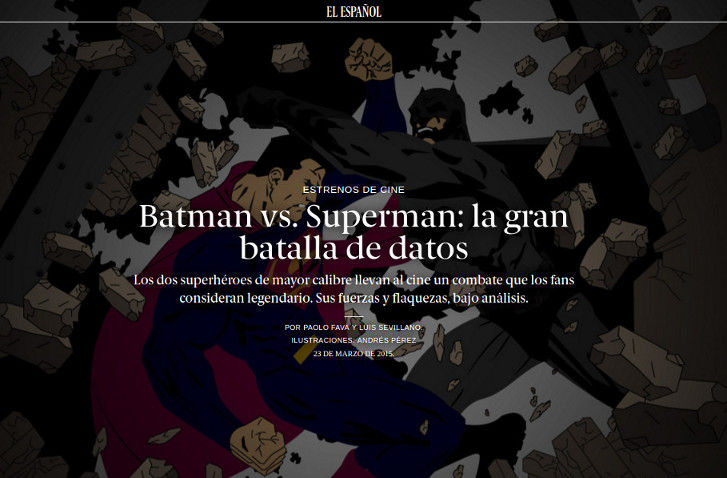 EL ESPAÑOL
ESTRENOS DE CINE
Batman vs. Superman: la gran
batalla de datos
Los dos superhéroes de mayor calibre llevan al cine un combate que los fans
consideran legendario. Sus fuerzas y flaquezas, bajo análisis.
POR PAOLO FAVA Y LUIS SEVILLANO.
ILUSTRACIONES: ANDRÉS PÉREZ
23 DE MARZO DE 2015.